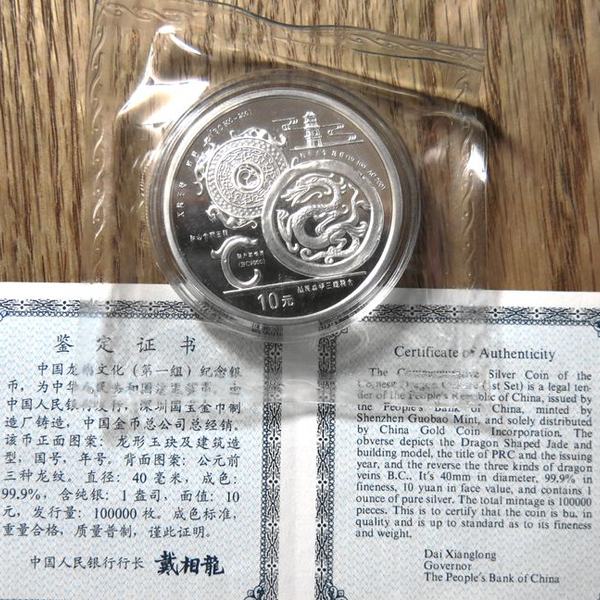 10元
鉴定证书
中国龙
文化(第一组)纪念银
币,为中华人民共和国法定货币,由
中国人民银行发行,深圳国宝金币制
造厂铸造,中国金币总公司总经销。
该币正面图案:龙形玉玦及建筑造
型,国号,年号,背面图案:公元前
三种龙纹。直径:40毫米,成色:
99.9%,含纯银:1盎司,面值:10
元,发行量:100000枚。成色标准,
重量合格,质量普制,谨此证明。
中国人民银行行长 戴相龍
Certificate of Authenticity
The Commemorative Silver Coin of the
Chinese Dragon Culture (1st Set) is a legal ten-
der of the People's Republic of China, issued by
the People's Bank of China, minted by
Shenzhen Guobao Mint, and solely distributed
by China Gold Coin Incorporation. The
obverse depicts the Dragon Shaped Jade and
building model, the title of PRC and the issuing
year, and the reverse the three kinds of dragon
veins B.C., It's 40mm in diameter, 99.9% in
fineness, 10 yuan in face value, and contains 1
ounce of pure silver. The total mintage is 100000
pieces. This is to certify that the coin is bu, in
quality and is up to standard as to its fineness
and weight.
Dai Xianglong
Governor
The People's Bank of China